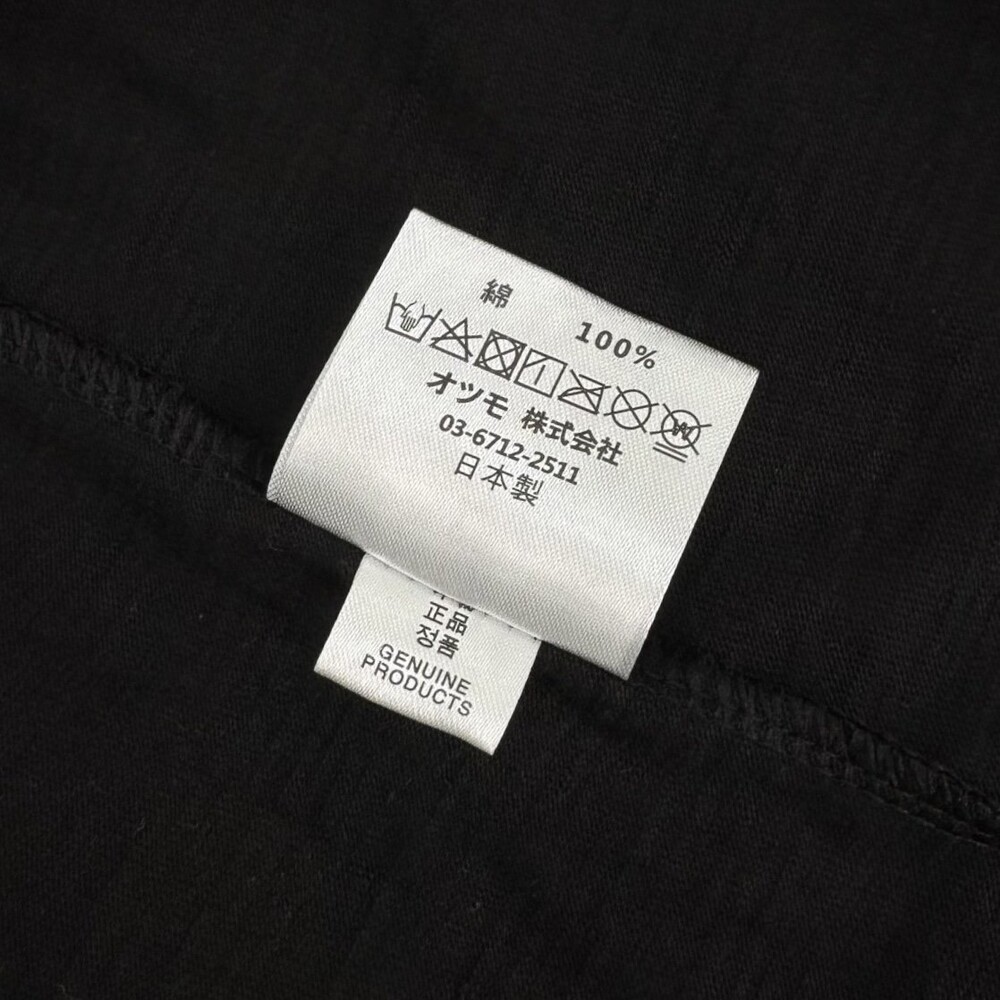 綿
100%
オツモ 株式会社
03-6712-2511
日本製
正品
정품
GENUINE
PRODUCTS